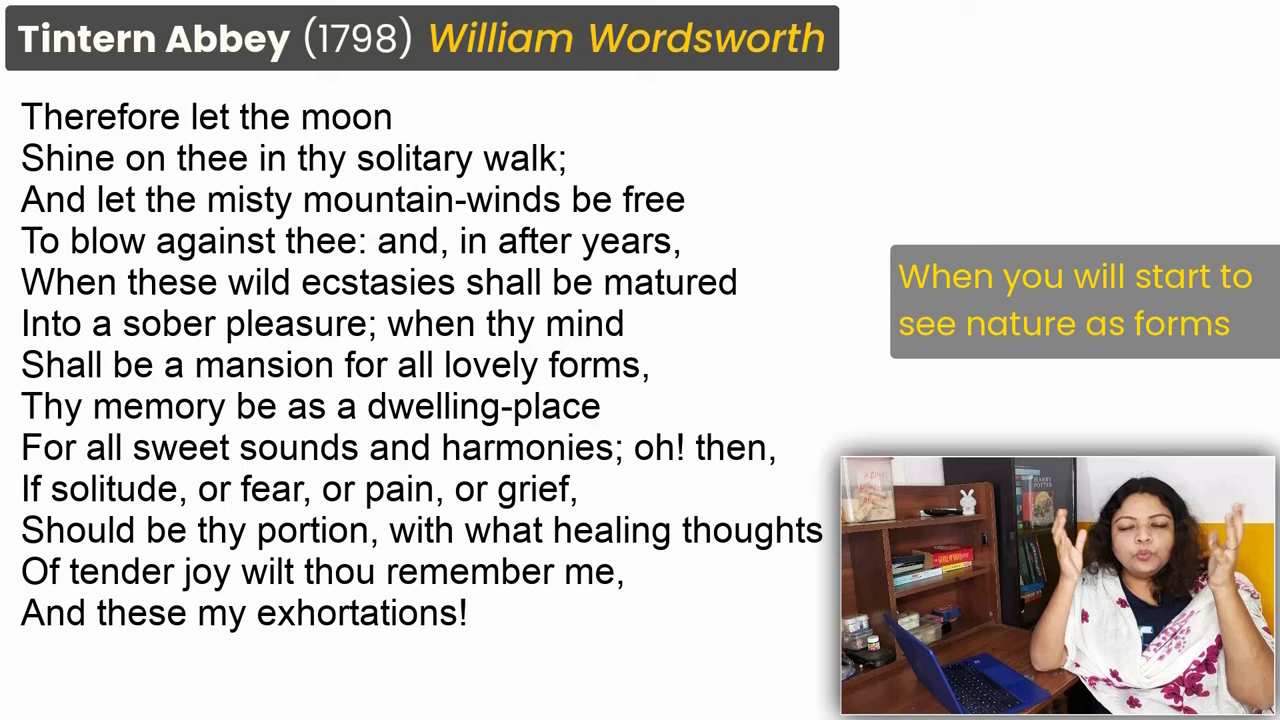 Tintern Abbey (1798) William Wordsworth
Therefore let the moon
Shine on thee in thy solitary walk;
And let the misty mountain-winds be free
To blow against thee: and, in after years,
When these wild ecstasies shall be matured
Into a sober pleasure; when thy mind
Shall be a mansion for all lovely forms,
Thy memory be as a dwelling-place
For all sweet sounds and harmonies; oh! then,
If solitude, or fear, or pain, or grief,
Should be thy portion, with what healing thoughts
Of tender joy wilt thou remember me,
And these my exhortations!
When you will start to
see nature as forms
HARRY
POTTER